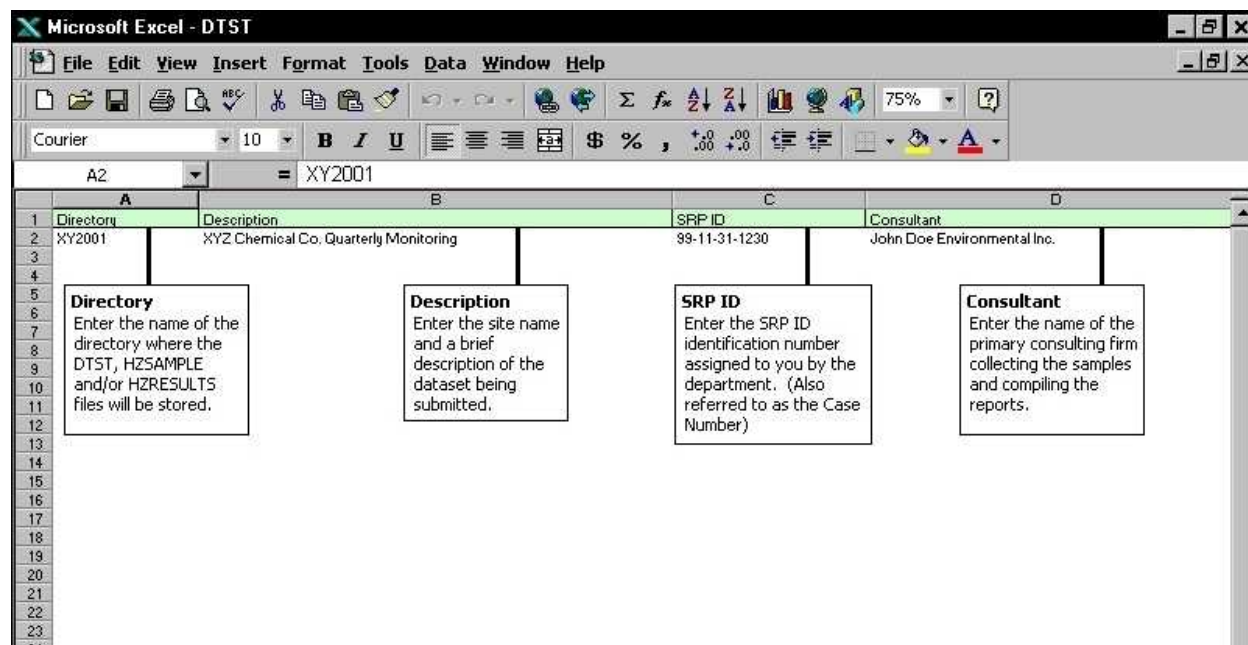 Microsoft Excel - DTST
File Edit View Insert Format Tools Data Window Help
ABC Σ f* A Z Z A 75% ?
Courier 10 B I U a $ % , .0 .00 .00 .0 A
A2 = XY2001
A B C D
1 Directory Description SRP ID Consultant
2 XY2001 XYZ Chemical Co. Quarterly Monitoring 99-11-31-1230 John Doe Environmental Inc.
3
4
5
6
7
8
9
10
11
12
13
14
15
16
17
18
19
20
21
22
23
Directory
Enter the name of the
directory where the
DTST, HZSAMPLE
and/or HZRESULTS
files will be stored.
Description
Enter the site name
and a brief
description of the
dataset being
submitted.
SRP ID
Enter the SRP ID
identification number
assigned to you by the
department. (Also
referred to as the Case
Number)
Consultant
Enter the name of the
primary consulting firm
collecting the samples
and compiling the
reports.